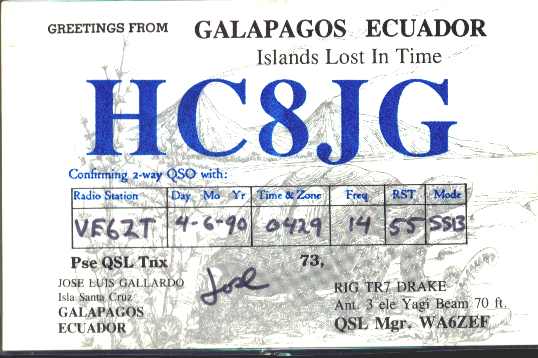 GREETINGS FROM GALAPAGOS ECUADOR
Islands Lost In Time
HC8JG
Confirming 2-way QSO with:
Radio Station Day Mo Yr Time & Zone Freq RST Mode
VE6ZT 4-6-90 0429 14 55 SSB
Pse QSL Tnx 73,
JOSE LUIS GALLARDO
Isla Santa Cruz
GALAPAGOS
ECUADOR
Jose
RIG TR7 DRAKE
Ant. 3 ele Yagi Beam 70 ft.
QSL Mgr. WA6ZEF